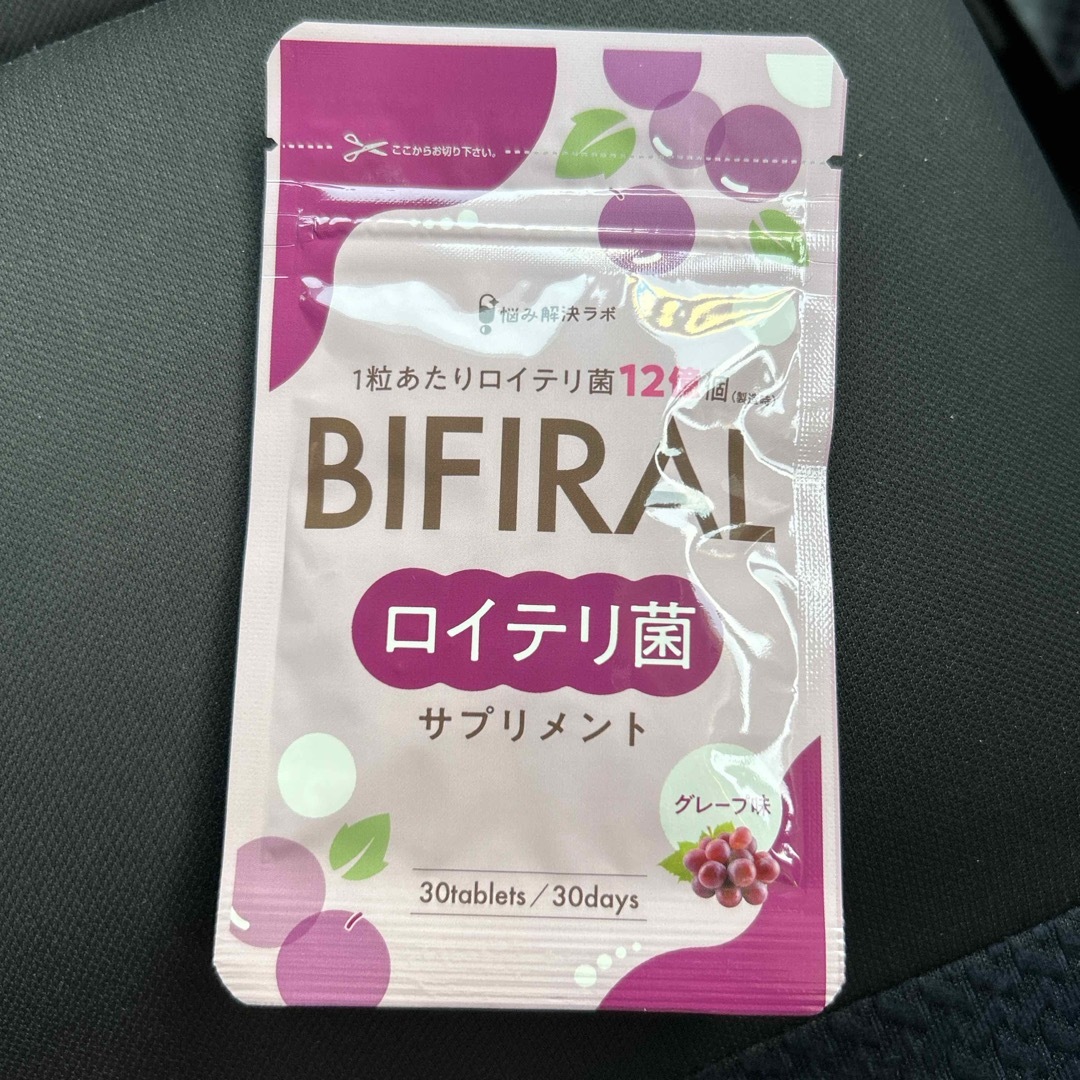 ここからお切り下さい。
悩み解決ラボ
1粒あたりロイテリ菌12億個(製造時)
BIFIRAL
ロイテリ菌
サプリメント
グレープ味
30tablets/30days